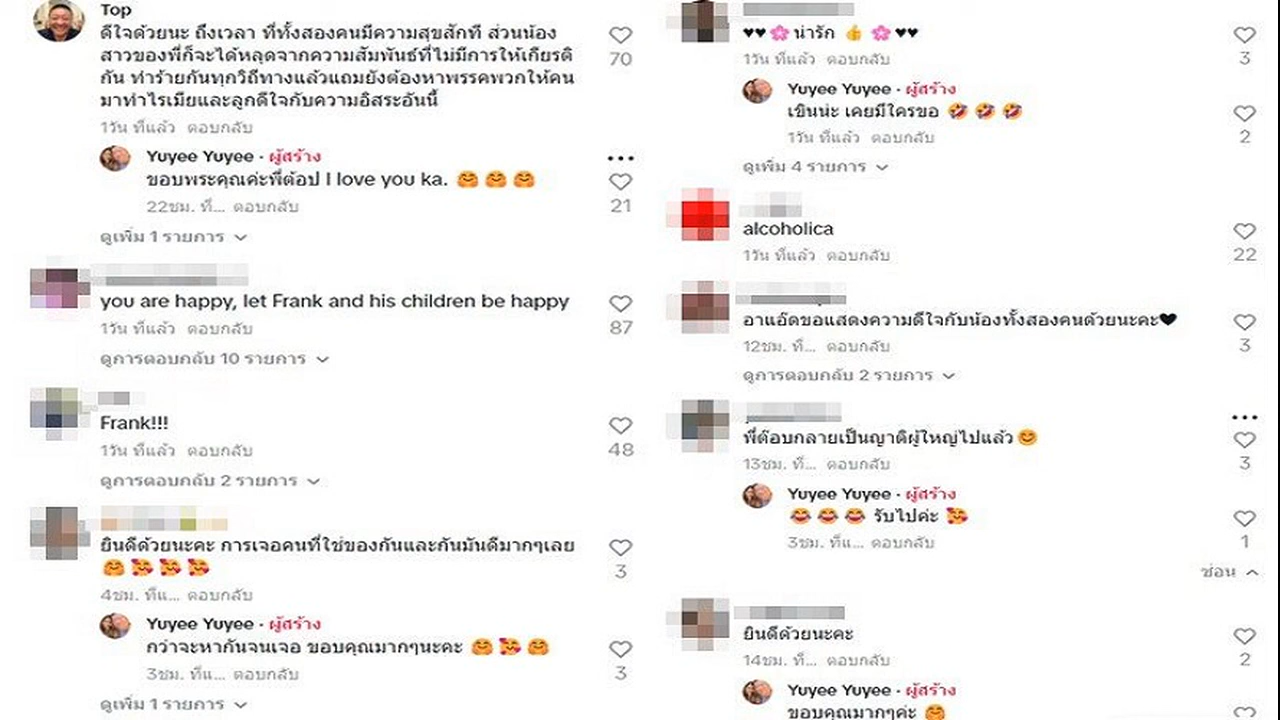 Top
ดีใจด้วยนะ ถึงเวลา ที่ทั้งสองคนมีความสุขสักที ส่วนน้อง
สาวของพี่ก็จะได้หลุดจากความสัมพันธ์ที่ไม่มีการให้เกียรติ
กัน ทำร้ายกันทุกวิถีทางแล้วแถมยังต้องหาพรรคพวกให้คน
มาทำไรเมียและลูกดีใจกับความอิสระอันนี้
70
1วัน ที่แล้ว ตอบกลับ
Yuyee Yuyee · ผู้สร้าง
ขอบพระคุณค่ะพี่ต้อป I love you ka. 🤗 🤗 🤗
22ชม. ที่... ตอบกลับ
21
ดูเพิ่ม 1 รายการ
you are happy, let Frank and his children be happy
1วัน ที่แล้ว ตอบกลับ
87
ดูการตอบกลับ 10 รายการ
Frank!!!
1วัน ที่แล้ว ตอบกลับ
48
ดูการตอบกลับ 2 รายการ
ยินดีด้วยนะคะ การเจอคนที่ใช่ของกันและกันมันดีมากๆเลย
🤗 🥰 🥰 🥰
3
4ชม. ที่แ... ตอบกลับ
Yuyee Yuyee · ผู้สร้าง
กว่าจะหากันจนเจอ ขอบคุณมากๆนะคะ 🤗 🥰 🤗
3ชม. ที่แ... ตอบกลับ
3
ดูเพิ่ม 1 รายการ
♥♥🌸น่ารัก 👍 🌸♥♥
1วัน ที่แล้ว ตอบกลับ
3
Yuyee Yuyee · ผู้สร้าง
เขินน่ะ เคยมีใครขอ 🤣 🤣 🤣
1วัน ที่แล้ว ตอบกลับ
2
ดูเพิ่ม 4 รายการ
alcoholica
1วัน ที่แล้ว ตอบกลับ
22
อาแอ๊ดขอแสดงความดีใจกับน้องทั้งสองคนด้วยนะคะ♥
12ชม. ที่... ตอบกลับ
3
ดูการตอบกลับ 2 รายการ
พี่ต๊อบกลายเป็นญาติผู้ใหญ่ไปแล้ว😊
13ชม. ที่... ตอบกลับ
3
Yuyee Yuyee · ผู้สร้าง
😂 😂 😂 รับไปค่ะ 🥰
3ชม. ที่แ... ตอบกลับ
1
ซ่อน
ยินดีด้วยนะคะ
14ชม. ที่... ตอบกลับ
2
Yuyee Yuyee · ผู้สร้าง
ขอบคุณมากๆค่ะ 🤗